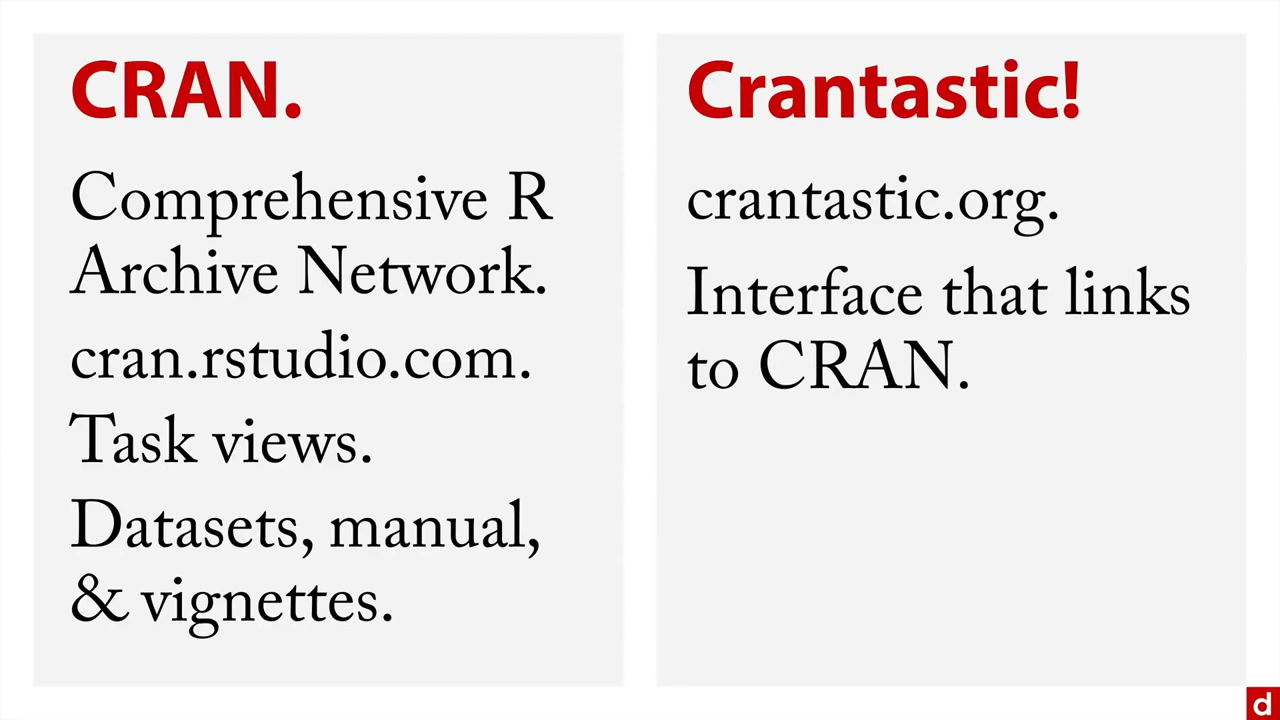 CRAN.
Comprehensive R
Archive Network.
cran.rstudio.com.
Task views.
Datasets, manual,
& vignettes.
Crantastic!
crantastic.org.
Interface that links
to CRAN.
d